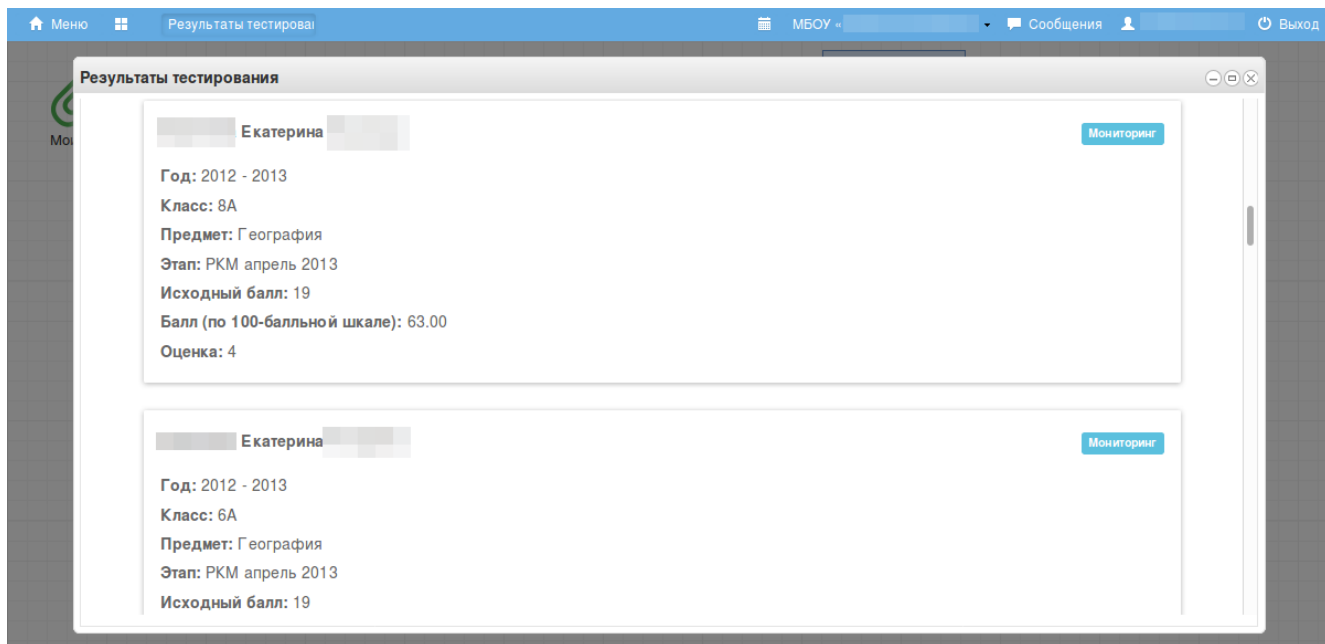 Меню Результаты тестирова МБОУ « Сообщения Выход
Мои
Результаты тестирования
Екатерина Мониторинг
Год: 2012 - 2013
Класс: 8А
Предмет: География
Этап: РКМ апрель 2013
Исходный балл: 19
Балл (по 100-балльной шкале): 63.00
Оценка: 4
Екатерина Мониторинг
Год: 2012 - 2013
Класс: 6А
Предмет: География
Этап: РКМ апрель 2013
Исходный балл: 19